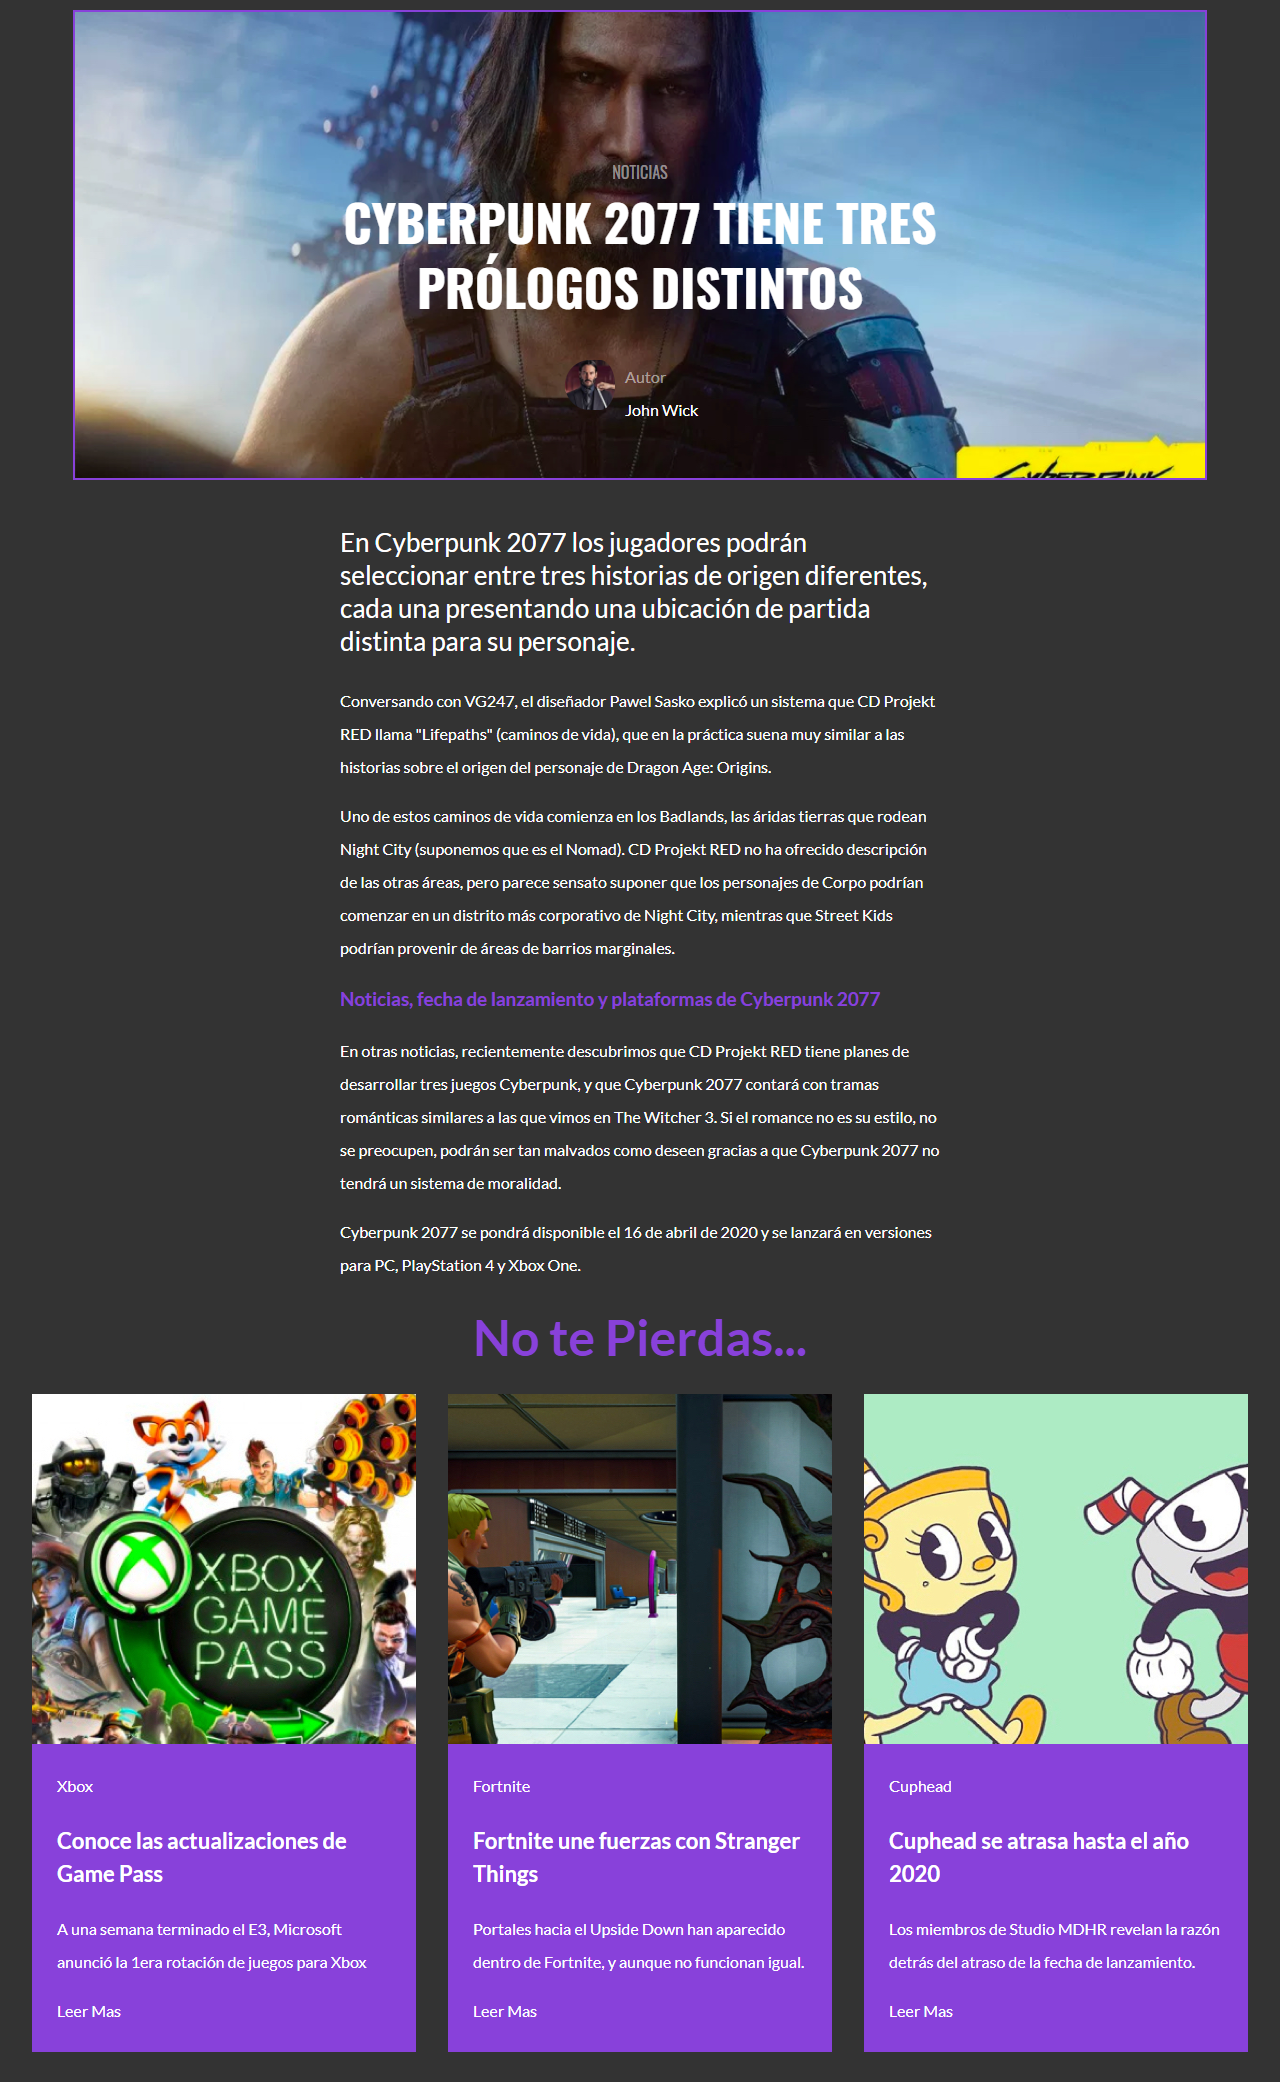 NOTICIAS
CYBERPUNK 2077 TIENE TRES
PRÓLOGOS DISTINTOS
Autor
John Wick
CYBERPUNK
En Cyberpunk 2077 los jugadores podrán
seleccionar entre tres historias de origen diferentes,
cada una presentando una ubicación de partida
distinta para su personaje.
Conversando con VG247, el diseñador Pawel Sasko explicó un sistema que CD Projekt
RED llama "Lifepaths" (caminos de vida), que en la práctica suena muy similar a las
historias sobre el origen del personaje de Dragon Age: Origins.
Uno de estos caminos de vida comienza en los Badlands, las áridas tierras que rodean
Night City (suponemos que es el Nomad). CD Projekt RED no ha ofrecido descripción
de las otras áreas, pero parece sensato suponer que los personajes de Corpo podrían
comenzar en un distrito más corporativo de Night City, mientras que Street Kids
podrían provenir de áreas de barrios marginales.
Noticias, fecha de lanzamiento y plataformas de Cyberpunk 2077
En otras noticias, recientemente descubrimos que CD Projekt RED tiene planes de
desarrollar tres juegos Cyberpunk, y que Cyberpunk 2077 contará con tramas
románticas similares a las que vimos en The Witcher 3. Si el romance no es su estilo, no
se preocupen, podrán ser tan malvados como deseen gracias a que Cyberpunk 2077 no
tendrá un sistema de moralidad.
Cyberpunk 2077 se pondrá disponible el 16 de abril de 2020 y se lanzará en versiones
para PC, PlayStation 4 y Xbox One.
No te Pierdas...
XBOX
GAME
PASS
Xbox
Conoce las actualizaciones de
Game Pass
A una semana terminado el E3, Microsoft
anunció la 1era rotación de juegos para Xbox
Leer Mas
Fortnite
Fortnite une fuerzas con Stranger
Things
Portales hacia el Upside Down han aparecido
dentro de Fortnite, y aunque no funcionan igual.
Leer Mas
Cuphead
Cuphead se atrasa hasta el año
2020
Los miembros de Studio MDHR revelan la razón
detrás del atraso de la fecha de lanzamiento.
Leer Mas